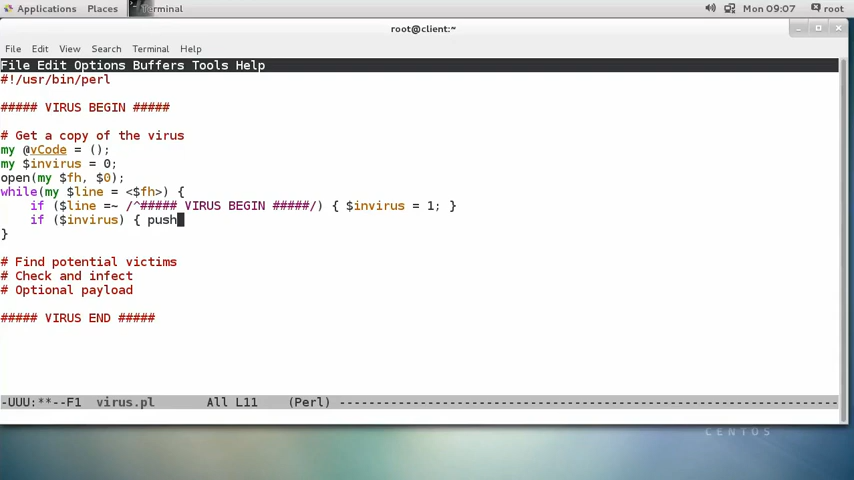 Applications Places Terminal Mon 09:07 root
root@client:~
File Edit View Search Terminal Help
File Edit Options Buffers Tools Help
#!/usr/bin/perl
##### VIRUS BEGIN #####
# Get a copy of the virus
my @vCode = ();
my $invirus = 0;
open(my $fh, $0);
while(my $line = <$fh>) {
    if ($line =~ /^##### VIRUS BEGIN #####/) { $invirus = 1; }
    if ($invirus) { push
}
# Find potential victims
# Check and infect
# Optional payload
##### VIRUS END #####
-UUU:**--F1  virus.pl       All L11    (Perl) ----------------------------------------------------------------
CENTOS